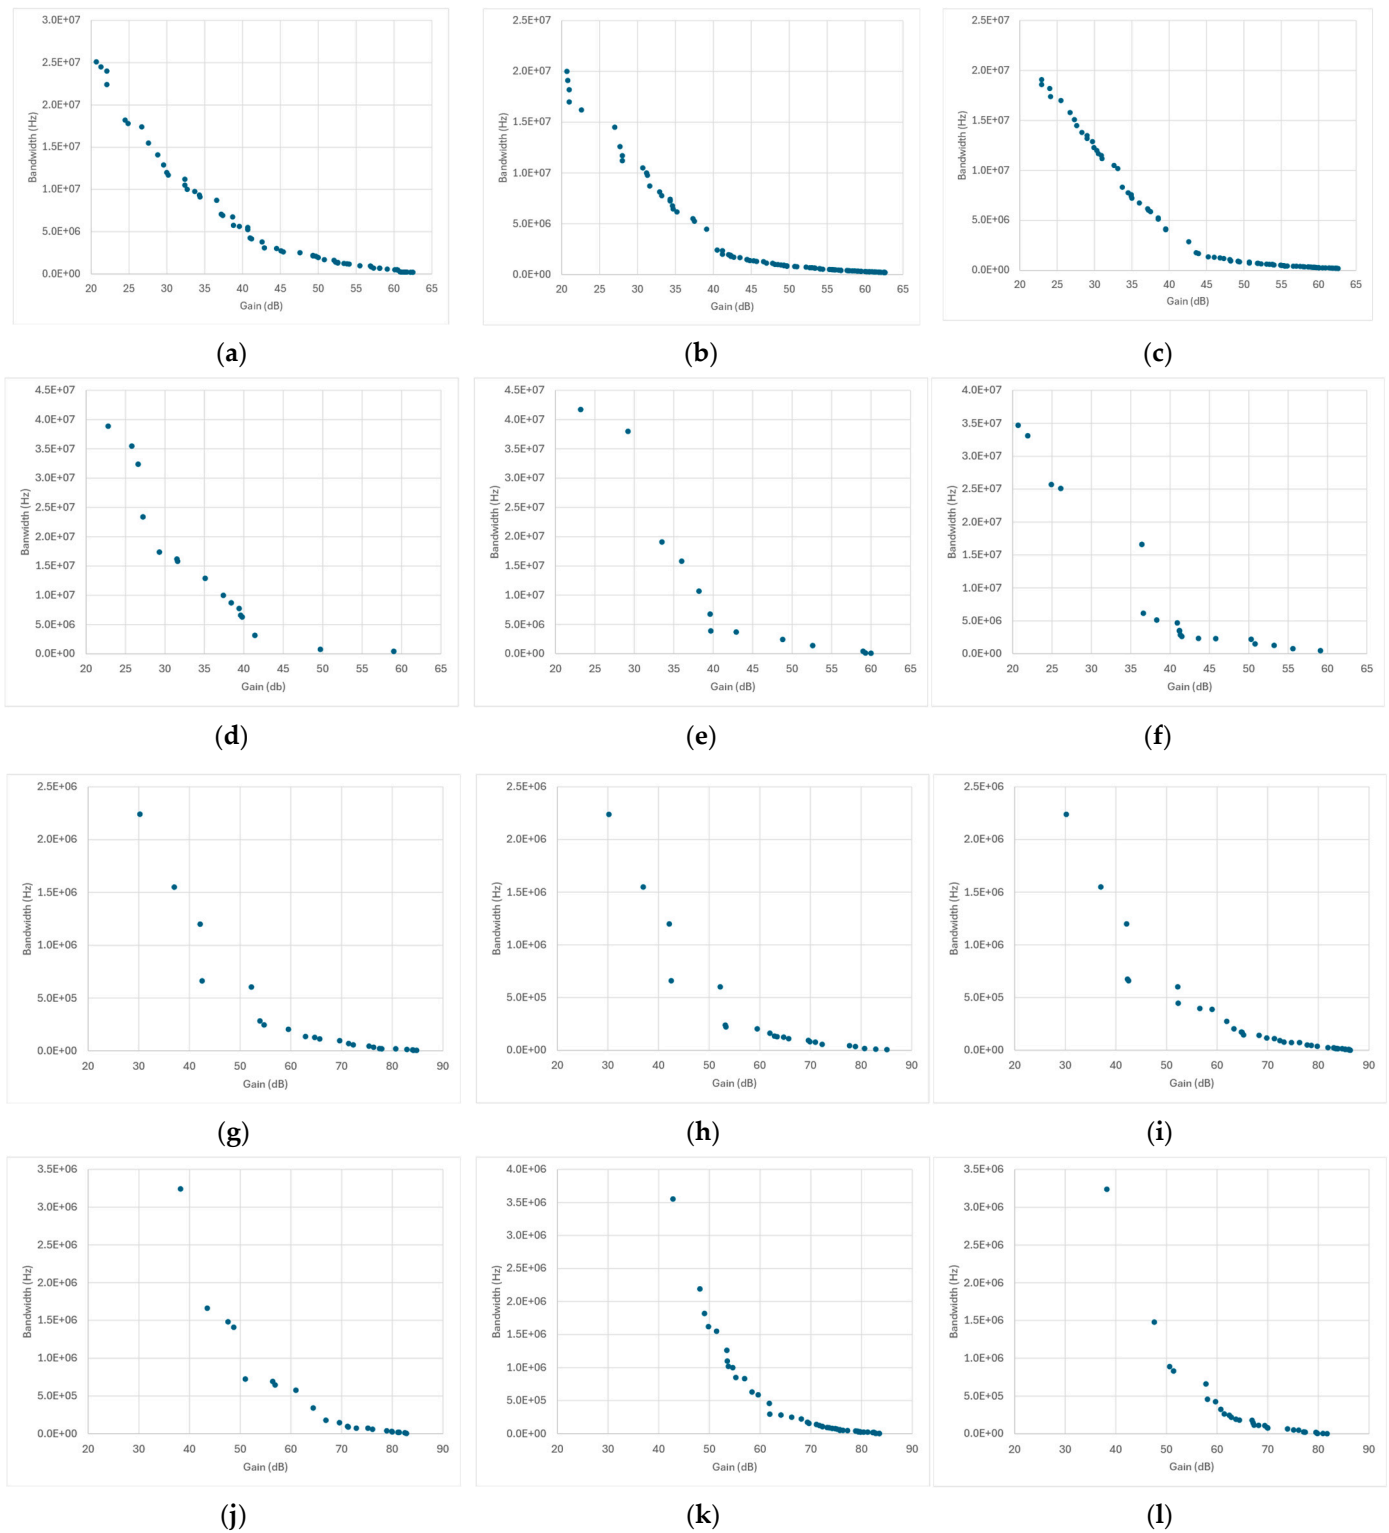 3.0E+07
2.5E+07
2.0E+07
1.5E+07
1.0E+07
5.0E+06
0.0E+00
Bandwidth (Hz)
20 25 30 35 40 45 50 55 60 65
Gain (dB)
(a)
2.5E+07
2.0E+07
1.5E+07
1.0E+07
5.0E+06
0.0E+00
Bandwidth (Hz)
20 25 30 35 40 45 50 55 60 65
Gain (dB)
(b)
2.5E+07
2.0E+07
1.5E+07
1.0E+07
5.0E+06
0.0E+00
Bandwidth (Hz)
20 25 30 35 40 45 50 55 60 65
Gain (dB)
(c)
4.5E+07
4.0E+07
3.5E+07
3.0E+07
2.5E+07
2.0E+07
1.5E+07
1.0E+07
5.0E+06
0.0E+00
Banwidth (Hz)
20 25 30 35 40 45 50 55 60 65
Gain (db)
(d)
4.5E+07
4.0E+07
3.5E+07
3.0E+07
2.5E+07
2.0E+07
1.5E+07
1.0E+07
5.0E+06
0.0E+00
Bandwidth (Hz)
20 25 30 35 40 45 50 55 60 65
Gain (dB)
(e)
4.0E+07
3.5E+07
3.0E+07
2.5E+07
2.0E+07
1.5E+07
1.0E+07
5.0E+06
0.0E+00
Bandwidth (Hz)
20 25 30 35 40 45 50 55 60 65
Gain (dB)
(f)
2.5E+06
2.0E+06
1.5E+06
1.0E+06
5.0E+05
0.0E+00
Bandwidth (Hz)
20 30 40 50 60 70 80 90
Gain (dB)
(g)
2.5E+06
2.0E+06
1.5E+06
1.0E+06
5.0E+05
0.0E+00
Bandwidth (Hz)
20 30 40 50 60 70 80 90
Gain (dB)
(h)
2.5E+06
2.0E+06
1.5E+06
1.0E+06
5.0E+05
0.0E+00
Bandwidth (Hz)
20 30 40 50 60 70 80 90
Gain (dB)
(i)
3.5E+06
3.0E+06
2.5E+06
2.0E+06
1.5E+06
1.0E+06
5.0E+05
0.0E+00
Bandwidth (Hz)
20 30 40 50 60 70 80 90
Gain (dB)
(j)
4.0E+06
3.5E+06
3.0E+06
2.5E+06
2.0E+06
1.5E+06
1.0E+06
5.0E+05
0.0E+00
Bandwidth (Hz)
20 30 40 50 60 70 80 90
Gain (dB)
(k)
3.5E+06
3.0E+06
2.5E+06
2.0E+06
1.5E+06
1.0E+06
5.0E+05
0.0E+00
Bandwidth (Hz)
20 30 40 50 60 70 80 90
Gain (dB)
(l)